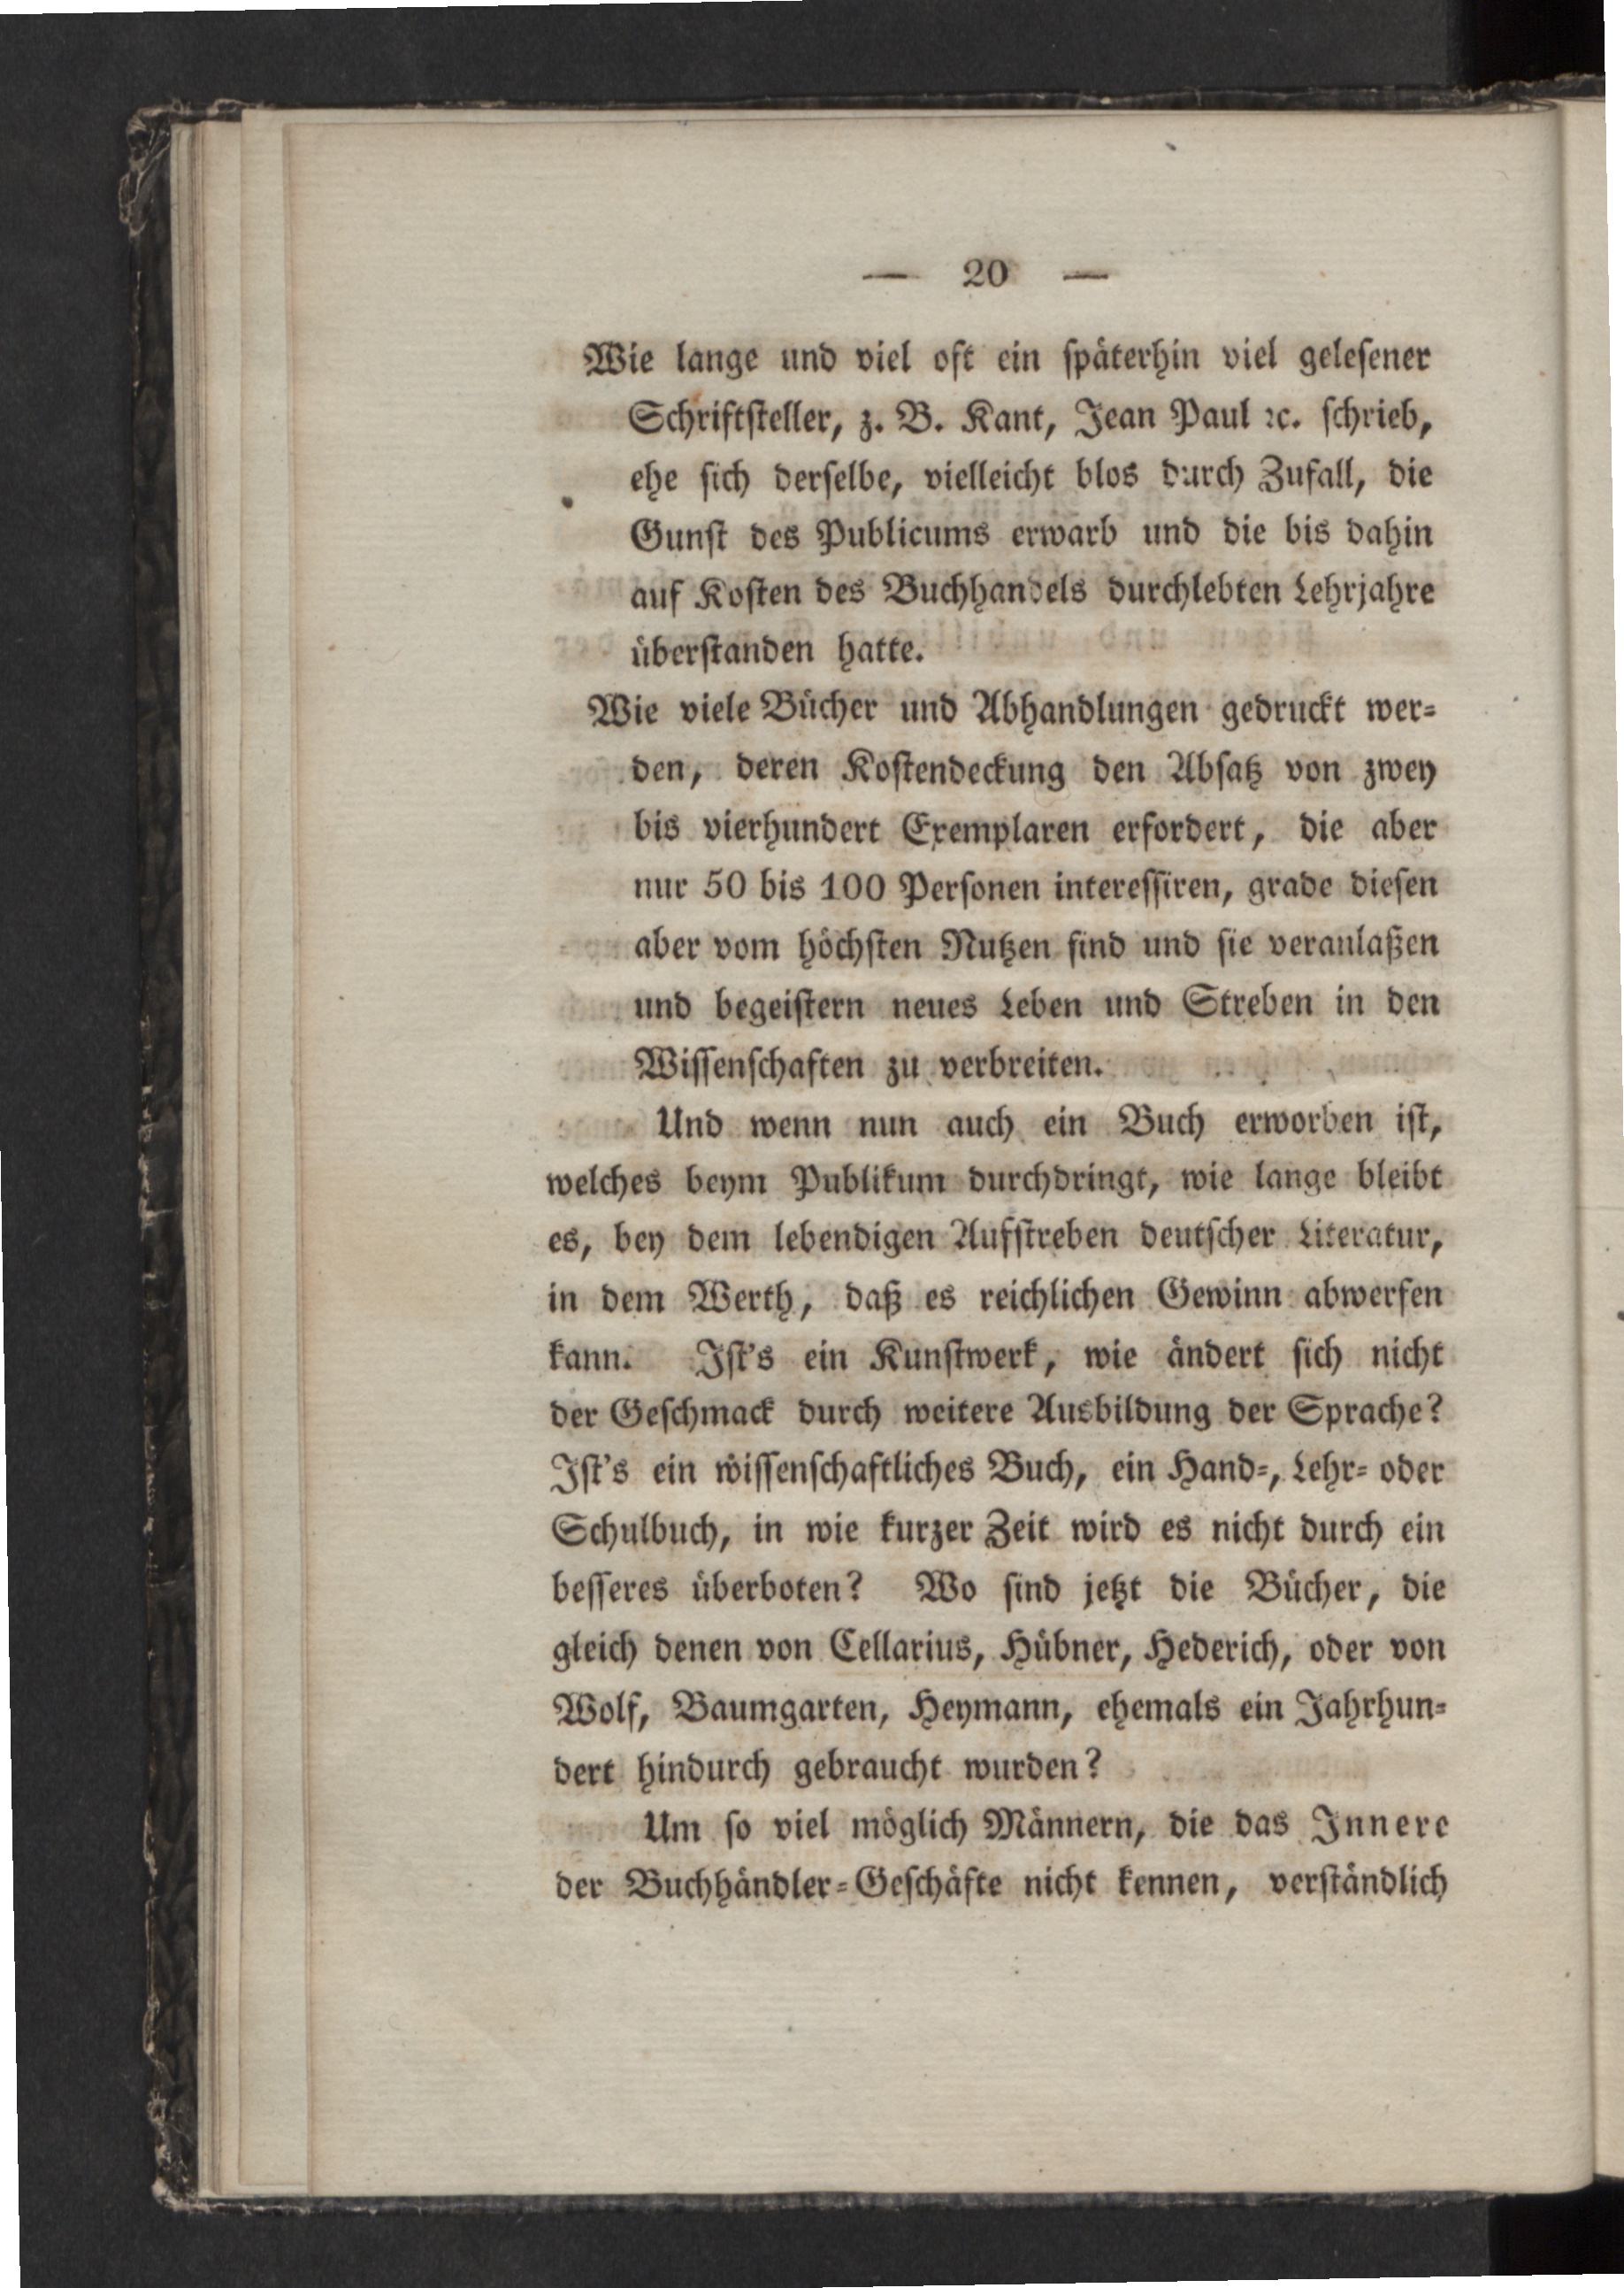 — 20 —
Wie lange und viel oft ein ſpäterhin viel geleſener
Schriftſteller, z. B. Kant, Jean Paul ꝛc. ſchrieb,
ehe ſich derſelbe, vielleicht blos durch Zufall, die
Gunſt des Publicums erwarb und die bis dahin
auf Koſten des Buchhandels durchlebten Lehrjahre
überſtanden hatte.
Wie viele Bücher und Abhandlungen gedruckt wer⸗
den, deren Koſtendeckung den Abſatz von zwey
bis vierhundert Exemplaren erfordert, die aber
nur 50 bis 100 Perſonen intereſſiren, grade dieſen
aber vom höchſten Nutzen ſind und ſie veranlaßen
und begeiſtern neues Leben und Streben in den
Wiſſenſchaften zu verbreiten.
Und wenn nun auch ein Buch erworben iſt,
welches beym Publikum durchdringt, wie lange bleibt
es, bey dem lebendigen Aufſtreben deutſcher Literatur,
in dem Werth, daß es reichlichen Gewinn abwerfen
kann. Iſt's ein Kunſtwerk, wie ändert ſich nicht
der Geſchmack durch weitere Ausbildung der Sprache?
Iſt's ein wiſſenſchaftliches Buch, ein Hand⸗, Lehr⸗ oder
Schulbuch, in wie kurzer Zeit wird es nicht durch ein
beſſeres überboten? Wo ſind jetzt die Bücher, die
gleich denen von Cellarius, Hübner, Hederich, oder von
Wolf, Baumgarten, Heymann, ehemals ein Jahrhun⸗
dert hindurch gebraucht wurden?
Um ſo viel möglich Männern, die das Innere
der Buchhändler⸗Geſchäfte nicht kennen, verſtändlich